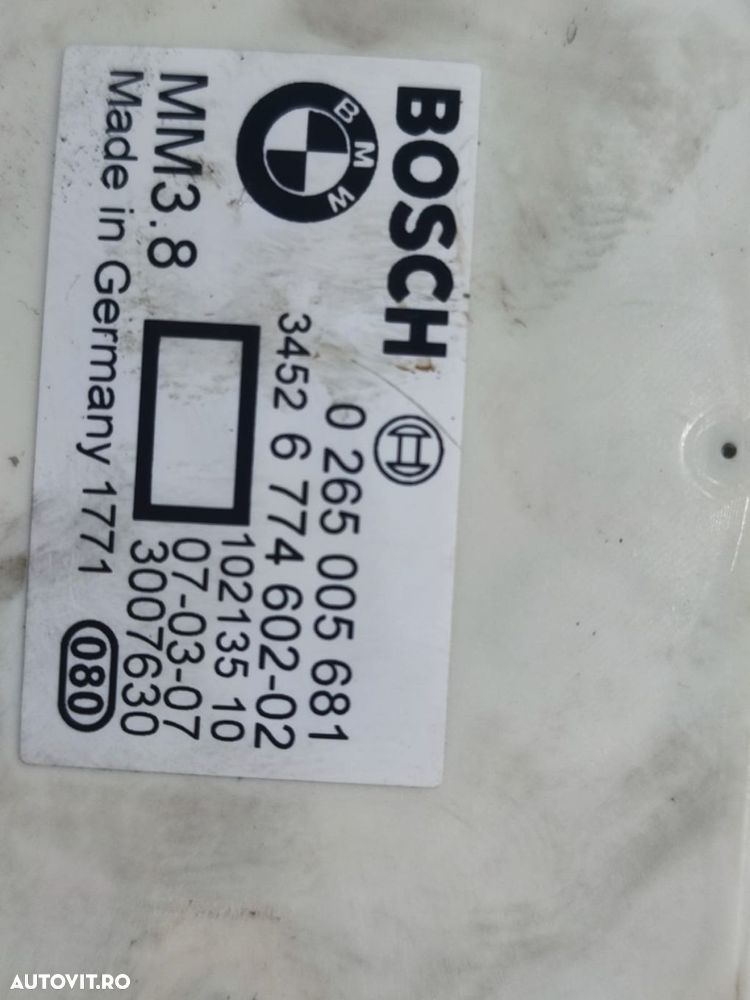 BOSCH
BMW
0 265 005 681
3452 6 774 602-02
MM3.8
102135 10
07-03-07
3007630
Made in Germany 1771
080
AUTOVIT.RO